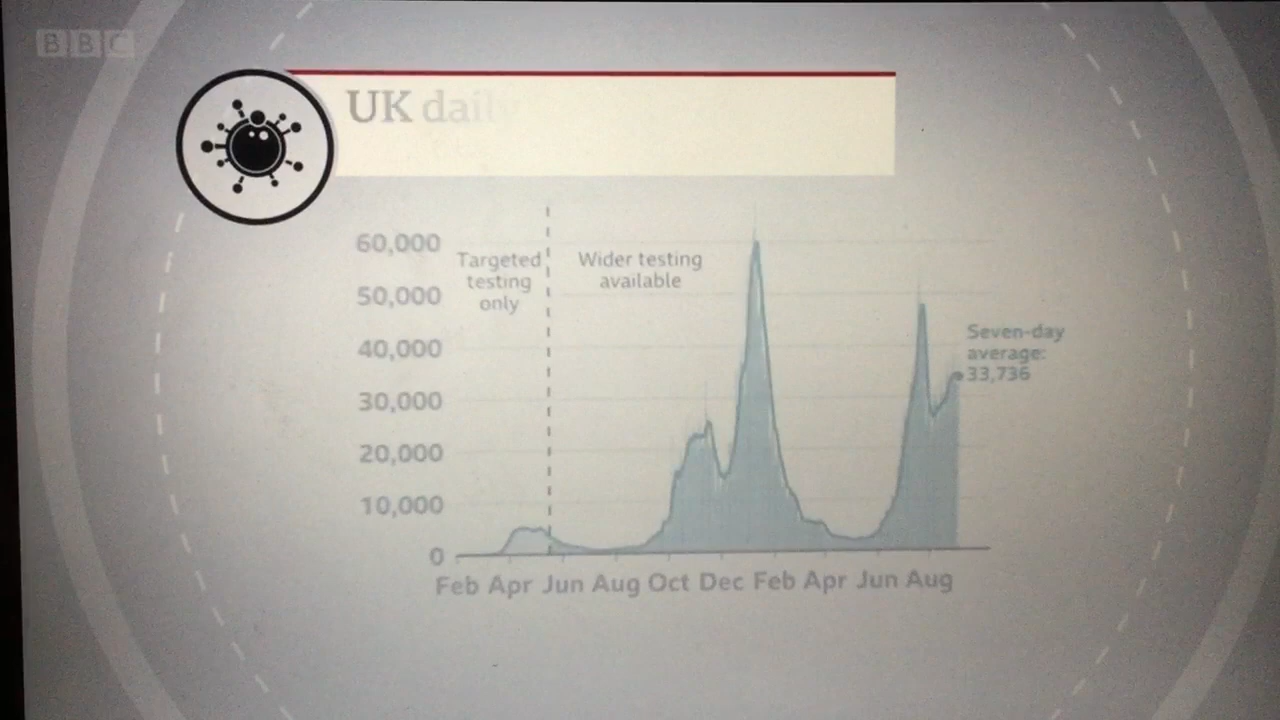 BBC
UK daily
60,000
50,000
40,000
30,000
20,000
10,000
0
Targeted
testing
only
Wider testing
available
Seven-day
average:
33,736
Feb Apr Jun Aug Oct Dec Feb Apr Jun Aug